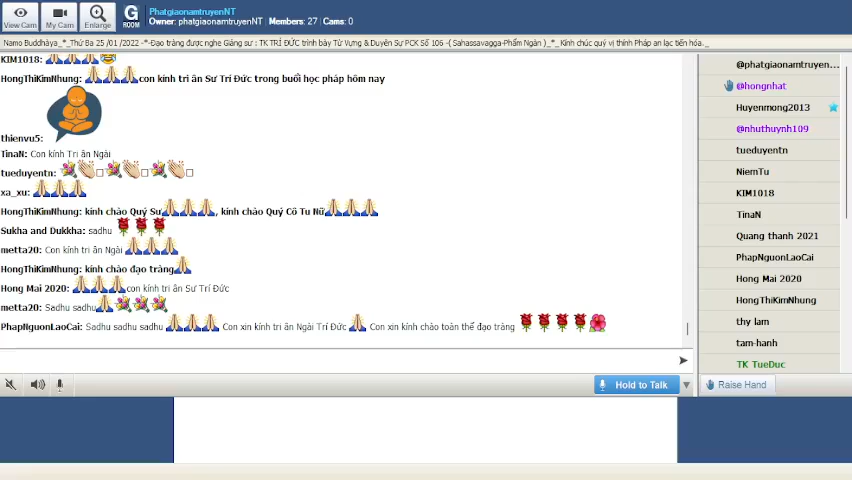 PhatgiaonamtruyenNT
Owner: phatgiaonamtruyenNT Members: 27 Cams: 0
View Cam
My Cam
Enlarge
G
ROOM
Namo Buddhàya_*_Thứ Ba 25 /01 /2022 -*-Đạo tràng được nghe Giảng sư : TK TRÍ ĐỨC trình bày Từ Vựng & Duyên Sự PCK Số 106 -( Sahassavagga-Phẩm Ngàn )_*_Kính chúc quý vị thính Pháp an lạc tiến hóa._
KIM1018:
HongThiKimNhung: con kính tri ân Sư Trí Đức trong buổi học pháp hôm nay
thienvu5:
TinaN: Con kính Tri ân Ngài
tueduyentn:
xa_xu:
HongThiKimNhung: kính chào Quý Sư, kính chào Quý Cô Tu Nữ
Sukha and Dukkha: sadhu
metta20: Con kính tri ân Ngài
HongThiKimNhung: kính chào đạo tràng
Hong Mai 2020: con kính tri ân Sư Trí Đức
metta20: Sadhu sadhu
PhapNguonLaoCai: Sadhu sadhu sadhu Con xin kính tri ân Ngài Trí Đức Con xin kính chào toàn thể đạo tràng
@phatgiaonamtruyen...
@hongnhat
Huyenmong2013
@nhuthuynh109
tueduyentn
NiemTu
KIM1018
TinaN
Quang thanh 2021
PhapNguonLaoCai
Hong Mai 2020
HongThiKimNhung
thy lam
tam-hanh
TK TueDuc
Hold to Talk
Raise Hand